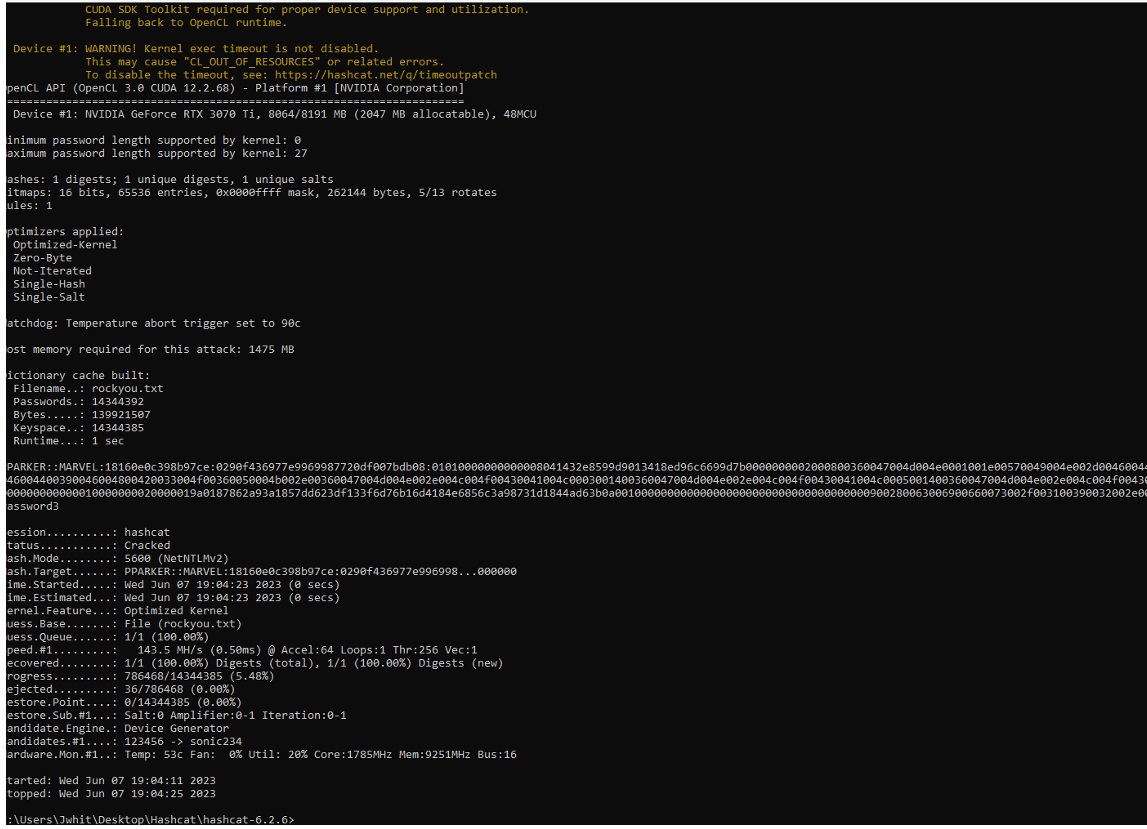 CUDA SDK Toolkit required for proper device support and utilization.
Falling back to OpenCL runtime.
Device #1: WARNING! Kernel exec timeout is not disabled.
This may cause "CL_OUT_OF_RESOURCES" or related errors.
To disable the timeout, see: https://hashcat.net/q/timeoutpatch
penCL API (OpenCL 3.0 CUDA 12.2.68) - Platform #1 [NVIDIA Corporation]
======================================================================
Device #1: NVIDIA GeForce RTX 3070 Ti, 8064/8191 MB (2047 MB allocatable), 48MCU
inimum password length supported by kernel: 0
aximum password length supported by kernel: 27
ashes: 1 digests; 1 unique digests, 1 unique salts
itmaps: 16 bits, 65536 entries, 0x0000ffff mask, 262144 bytes, 5/13 rotates
ules: 1
ptimizers applied:
Optimized-Kernel
Zero-Byte
Not-Iterated
Single-Hash
Single-Salt
atchdog: Temperature abort trigger set to 90c
ost memory required for this attack: 1475 MB
ictionary cache built:
Filename..: rockyou.txt
Passwords.: 14344392
Bytes.....: 139921507
Keyspace..: 14344385
Runtime...: 1 sec
assword3
ession..........: hashcat
tatus...........: Cracked
ash.Mode........: 5600 (NetNTLMv2)
ash.Target......: PPARKER::MARVEL:18160e0c398b97ce:0290f436977e996998...000000
ime.Started.....: Wed Jun 07 19:04:23 2023 (0 secs)
ime.Estimated...: Wed Jun 07 19:04:23 2023 (0 secs)
ernel.Feature...: Optimized Kernel
uess.Base.......: File (rockyou.txt)
uess.Queue......: 1/1 (100.00%)
peed.#1.........:   143.5 MH/s (0.50ms) @ Accel:64 Loops:1 Thr:256 Vec:1
ecovered........: 1/1 (100.00%) Digests (total), 1/1 (100.00%) Digests (new)
rogress.........: 786468/14344385 (5.48%)
ejected.........: 36/786468 (0.00%)
estore.Point....: 0/14344385 (0.00%)
estore.Sub.#1...: Salt:0 Amplifier:0-1 Iteration:0-1
andidate.Engine.: Device Generator
andidates.#1....: 123456 -> sonic234
ardware.Mon.#1..: Temp: 53c Fan:  0% Util: 20% Core:1785MHz Mem:9251MHz Bus:16
tarted: Wed Jun 07 19:04:11 2023
topped: Wed Jun 07 19:04:25 2023
:\Users\Jwhit\Desktop\Hashcat\hashcat-6.2.6>